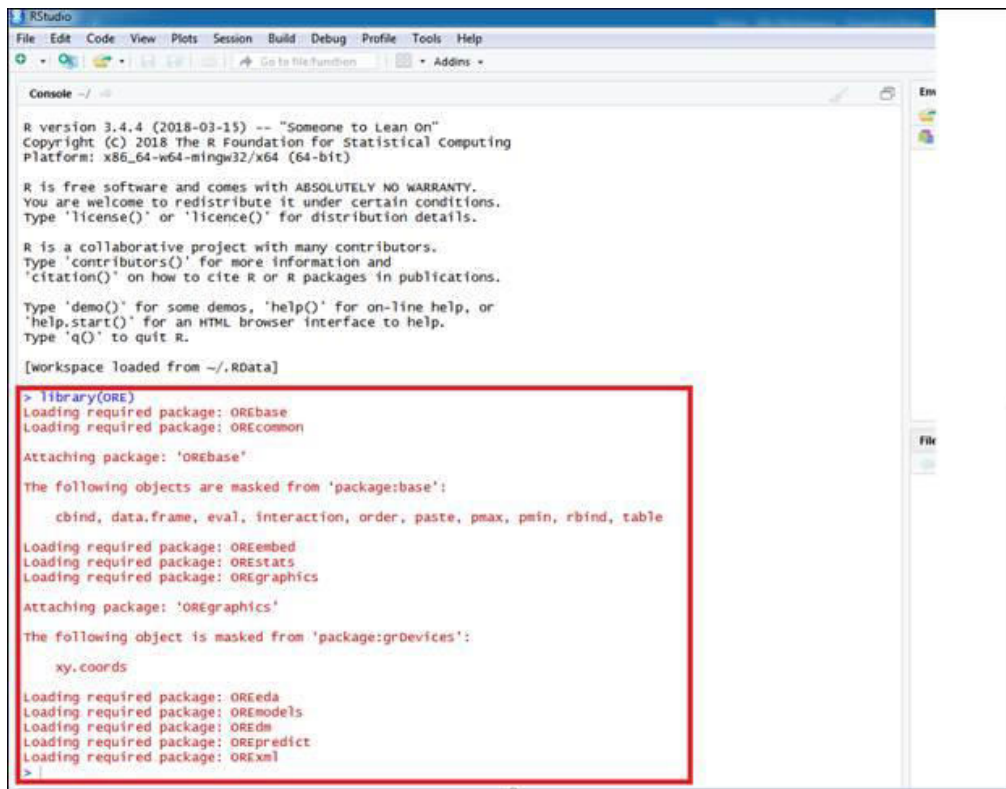 RStudio
File Edit Code View Plots Session Build Debug Profile Tools Help
Go to file/function Addins
Console ~/
R version 3.4.4 (2018-03-15) -- "Someone to Lean On"
Copyright (C) 2018 The R Foundation for Statistical Computing
Platform: x86_64-w64-mingw32/x64 (64-bit)
R is free software and comes with ABSOLUTELY NO WARRANTY.
You are welcome to redistribute it under certain conditions.
Type 'license()' or 'licence()' for distribution details.
R is a collaborative project with many contributors.
Type 'contributors()' for more information and
'citation()' on how to cite R or R packages in publications.
Type 'demo()' for some demos, 'help()' for on-line help, or
'help.start()' for an HTML browser interface to help.
Type 'q()' to quit R.
[Workspace loaded from ~/.RData]
> library(ORE)
Loading required package: OREbase
Loading required package: OREcommon
Attaching package: 'OREbase'
The following objects are masked from 'package:base':
cbind, data.frame, eval, interaction, order, paste, pmax, pmin, rbind, table
Loading required package: OREembed
Loading required package: OREstats
Loading required package: OREgraphics
Attaching package: 'OREgraphics'
The following object is masked from 'package:grDevices':
xy.coords
Loading required package: OREeda
Loading required package: OREmodels
Loading required package: OREdm
Loading required package: OREpredict
Loading required package: ORExml
>
Env
File